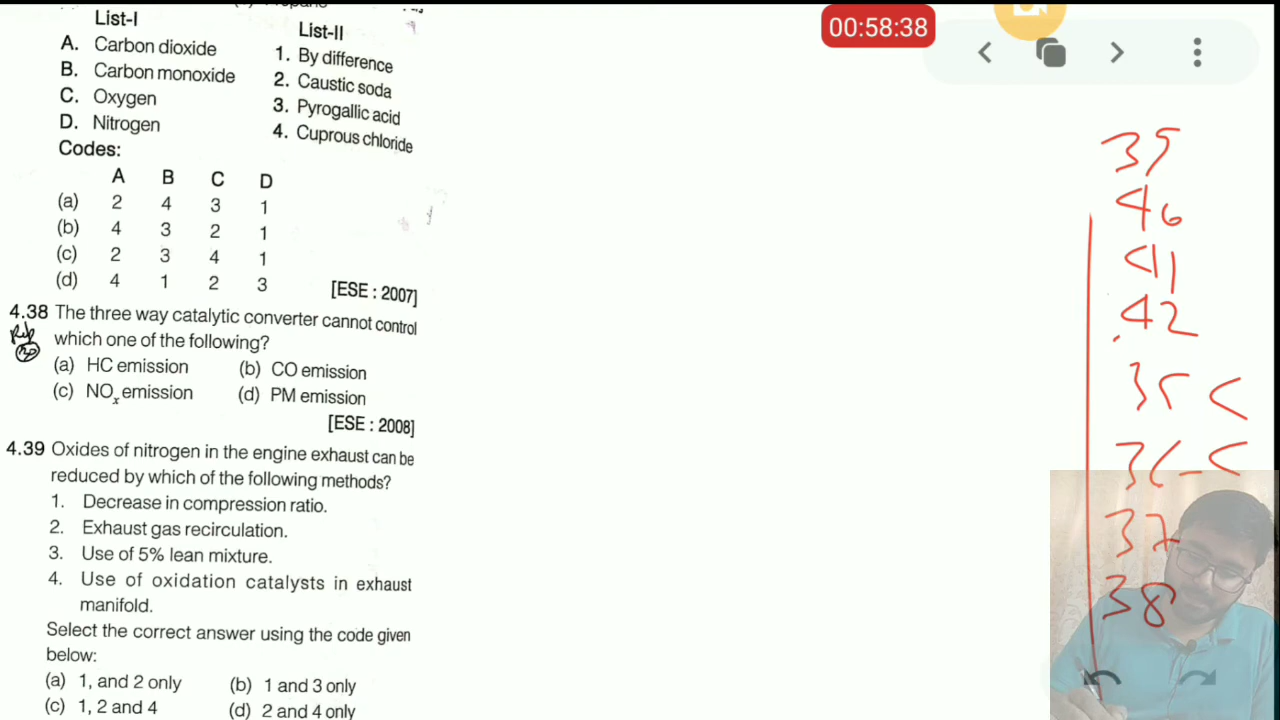 List-I
List-II
A. Carbon dioxide
1. By difference
B. Carbon monoxide
2. Caustic soda
C. Oxygen
3. Pyrogallic acid
D. Nitrogen
4. Cuprous chloride
Codes:
A B C D
(a) 2 4 3 1
(b) 4 3 2 1
(c) 2 3 4 1
(d) 4 1 2 3
[ESE : 2007]
4.38 The three way catalytic converter cannot control
which one of the following?
(a) HC emission (b) CO emission
(c) NOx emission (d) PM emission
[ESE : 2008]
4.39 Oxides of nitrogen in the engine exhaust can be
reduced by which of the following methods?
1. Decrease in compression ratio.
2. Exhaust gas recirculation.
3. Use of 5% lean mixture.
4. Use of oxidation catalysts in exhaust
manifold.
Select the correct answer using the code given
below:
(a) 1, and 2 only (b) 1 and 3 only
(c) 1, 2 and 4 (d) 2 and 4 only
00:58:38
35
46
41
42
35
37
38